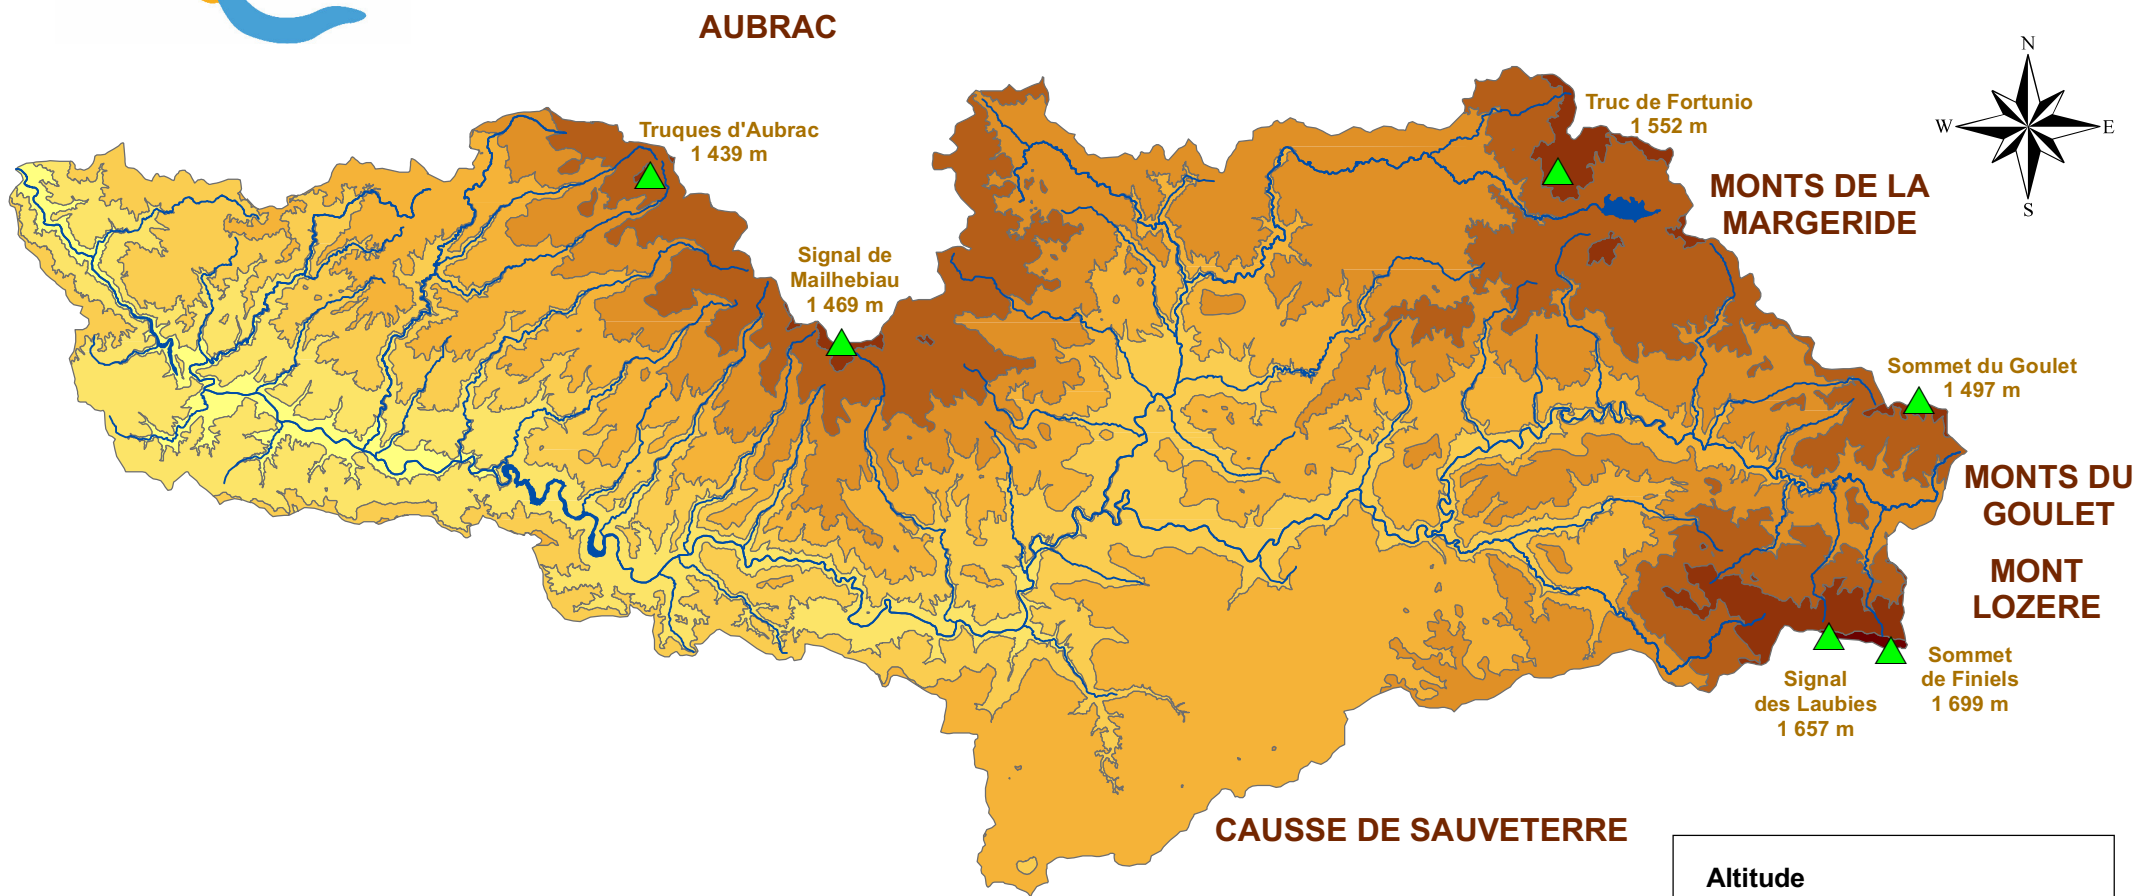 AUBRAC
Truques d'Aubrac
1 439 m
Signal de
Mailhebiau
1 469 m
Truc de Fortunio
1 552 m
N
W
E
S
MONTS DE LA
MARGERIDE
Sommet du Goulet
1 497 m
MONTS DU
GOULET
MONT
LOZERE
Sommet
de Finiels
1 699 m
Signal
des Laubies
1 657 m
CAUSSE DE SAUVETERRE
Altitude